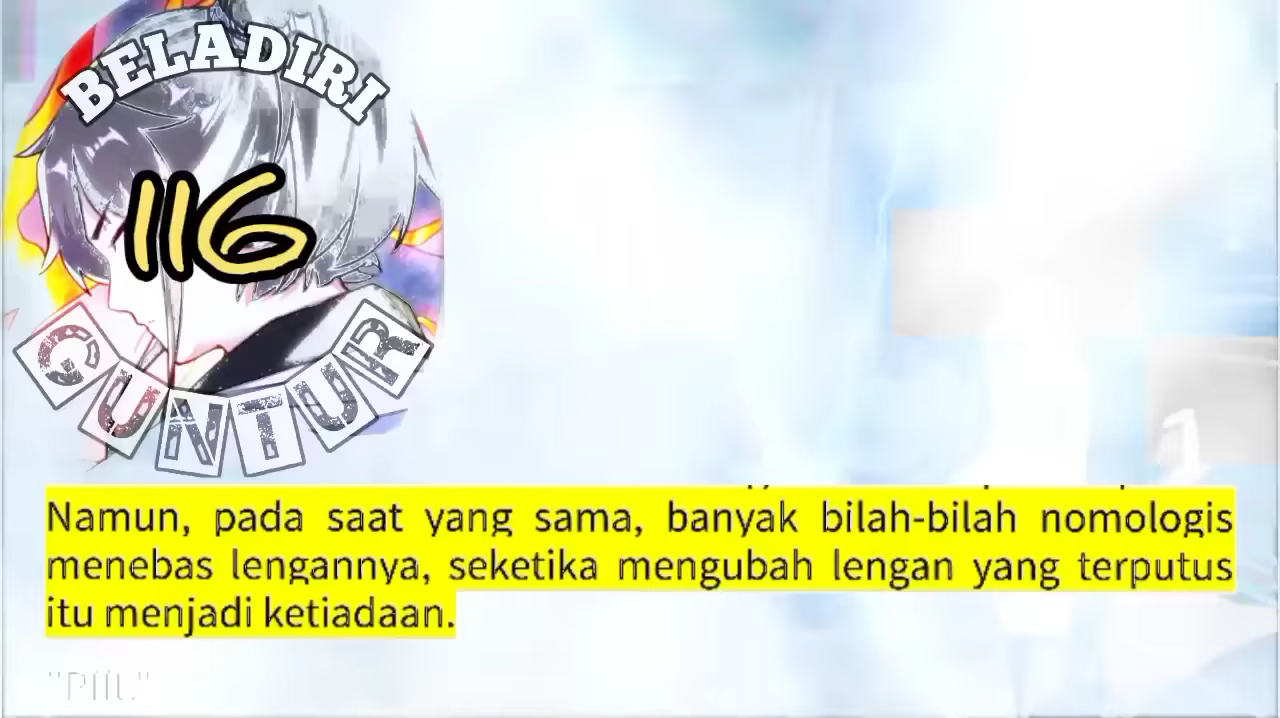 BELADIRI
116
GUNTUR
Namun, pada saat yang sama, banyak bilah-bilah nomologis
menebas lengannya, seketika mengubah lengan yang terputus
itu menjadi ketiadaan.